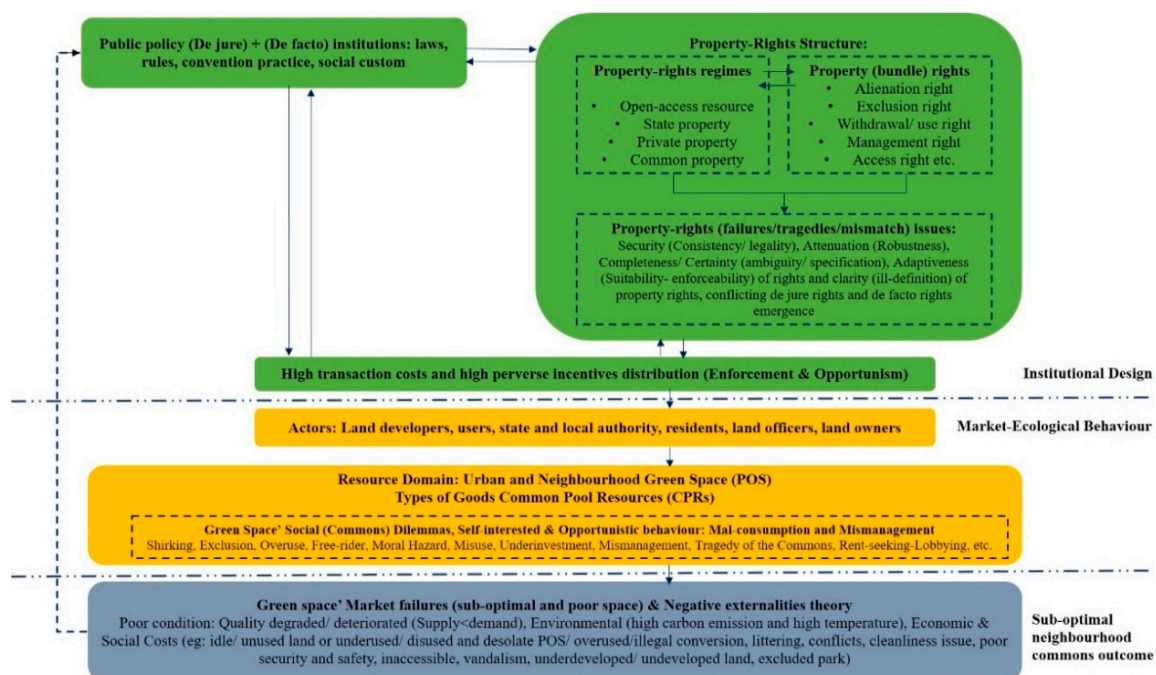 Public policy (De jure) + (De facto) institutions: laws,
rules, convention practice, social custom
Property-Rights Structure:
Property-rights regimes
• Open-access resource
• State property
• Private property
• Common property
Property (bundle) rights
• Alienation right
• Exclusion right
• Withdrawal/ use right
• Management right
• Access right etc.
Property-rights (failures/tragedies/mismatch) issues:
Security (Consistency/ legality), Attenuation (Robustness),
Completeness/ Certainty (ambiguity/ specification), Adaptiveness
(Suitability- enforceability) of rights and clarity (ill-definition) of
property rights, conflicting de jure rights and de facto rights
emergence
High transaction costs and high perverse incentives distribution (Enforcement & Opportunism)
Institutional Design
Actors: Land developers, users, state and local authority, residents, land officers, land owners
Market-Ecological Behaviour
Resource Domain: Urban and Neighbourhood Green Space (POS)
Types of Goods Common Pool Resources (CPRs)
Green Space' Social (Commons) Dilemmas, Self-interested & Opportunistic behaviour: Mal-consumption and Mismanagement
Shirking, Exclusion, Overuse, Free-rider, Moral Hazard, Misuse, Underinvestment, Mismanagement, Tragedy of the Commons, Rent-seeking-Lobbying, etc.
Green space' Market failures (sub-optimal and poor space) & Negative externalities theory
Poor condition: Quality degraded/ deteriorated (Supply<demand), Environmental (high carbon emission and high temperature), Economic &
Social Costs (eg: idle/ unused land or underused/ disused and desolate POS/ overused/illegal conversion, littering, conflicts, cleanliness issue, poor
security and safety, inaccessible, vandalism, underdeveloped/ undeveloped land, excluded park)
Sub-optimal
neighbourhood
commons outcome